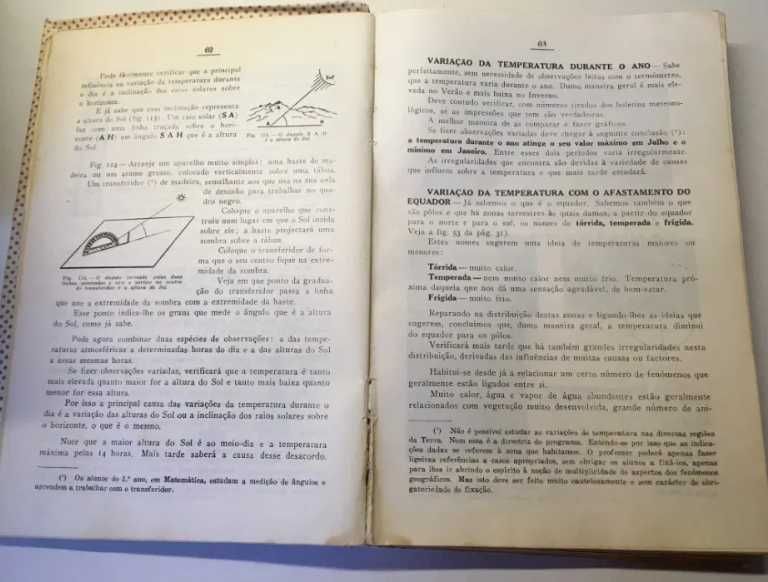 62
Pode fàcilmente verificar que a principal
influência na variação da temperatura durante
o dia é a inclinação dos raios solares sobre
o horizonte.
E já sabe que essa inclinação representa
a altura do Sol (fig. 113). Um raio solar (SA)
faz com uma linha traçada sobre o hori-
zonte (AH) um ângulo SAH que é a altura
do Sol.
Sol
O ângulo S A H
é a altura do Sol
Fig. 114 — Arranje um aparelho muito simples: uma haste de ma-
deira ou um arame grosso, colocado verticalmente sobre uma tábua.
Um transferidor (¹) de madeira, semelhante aos que usa na sua aula
de desenho para trabalhar no qua-
dro negro.
Coloque o aparelho que cons-
truiu num lugar em que o Sol incida
sobre ele; a haste projectará uma
sombra sobre a tábua.
Coloque o transferidor de for-
ma que o seu centro fique na extre-
midade da sombra.
Veja em que ponto da gradua-
ção do transferidor passa a linha
Fig. 114 — O ângulo formado pelas duas
que une a extremidade da sombra com a extremidade da haste.
Esse ponto indica-lhe os graus que mede o ângulo que é a altura
do Sol, como já sabe.
Pode agora combinar duas espécies de observações: a das tempe-
raturas atmosféricas a determinadas horas do dia e a das alturas do Sol
a essas mesmas horas.
Se fizer observações variadas, verificará que a temperatura é tanto
mais elevada quanto maior for a altura do Sol e tanto mais baixa quanto
menor for essa altura.
Por isso a principal causa das variações da temperatura durante o
dia é a variação das alturas do Sol ou a inclinação dos raios solares sobre
o horizonte, o que é o mesmo.
Note que a maior altura do Sol é ao meio-dia e a temperatura
máxima pelas 14 horas. Mais tarde saberá a causa desse desacordo.
(¹) Os alunos do 1.º ano, em Matemática, estudam a medição de ângulos e
aprendem a trabalhar com o transferidor.
63
VARIAÇÃO DA TEMPERATURA DURANTE O ANO — Sabe
perfeitamente, sem necessidade de observações feitas com o termómetro,
que a temperatura varia durante o ano. Duma maneira geral é mais ele-
vada no Verão e mais baixa no Inverno.
Deve contudo verificar, com números tirados dos boletins meteoro-
lógicos, se as impressões que tem são verdadeiras.
A melhor maneira de as comparar é fazer gráficos.
Se fizer observações variadas deve chegar à seguinte conclusão (¹):
a temperatura durante o ano atinge o seu valor máximo em Julho e o
mínimo em Janeiro. Entre esses dois períodos varia irregularmente.
As irregularidades que encontra são devidas à variedade de causas
que influem sobre a temperatura e que mais tarde estudará.
VARIAÇÃO DA TEMPERATURA COM O AFASTAMENTO DO
EQUADOR — Já sabemos o que é o equador. Sabemos também o que
são pólos e que há zonas terrestres às quais damos, a partir do equador
para o norte e para o sul, os nomes de tórrida, temperada e frígida.
Veja a fig. 53 da pág. 31).
Estes nomes sugerem uma ideia de temperaturas maiores ou
menores:
Tórrida — muito calor.
Temperada — nem muito calor nem muito frio. Temperatura pró-
xima daquela que nos dá uma sensação agradável, de bem-estar.
Frígida — muito frio.
Reparando na distribuïção destas zonas e ligando-lhes as ideias que
sugerem, concluímos que, duma maneira geral, a temperatura diminui
do equador para os pólos.
Verificará mais tarde que há também grandes irregularidades nesta
distribuïção, derivadas das influências de muitas causas ou factores.
Habitui-se desde já a relacionar um certo número de fenómenos que
geralmente estão ligados entre si.
Muito calor, água e vapor de água abundantes estão geralmente
relacionados com vegetação muito desenvolvida, grande número de ani-
(¹) Não é possível estudar as variações de temperatura nas diversas regiões
da Terra. Nem essa é a directriz do programa. Entende-se por isso que as indica-
ções dadas se referem à zona que habitamos. O professor poderá apenas fazer
ligeiras referências a casos apropriados, sem obrigar os alunos a fixá-los, apenas
para lhes ir abrindo o espírito à noção de multiplicidade de aspectos dos fenómenos
geográficos. Mas isto deve ser feito muito cautelosamente e sem carácter de obri-
gatoriedade de fixação.